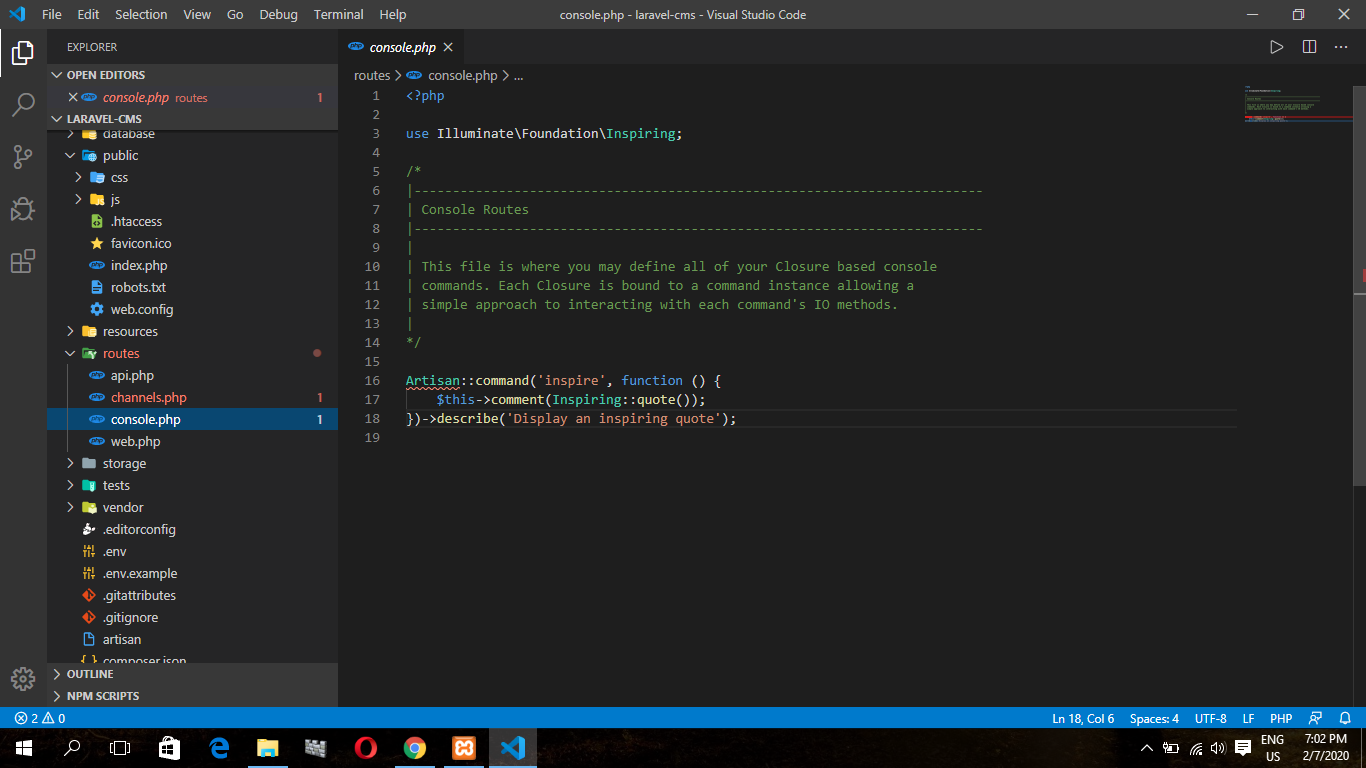 File Edit Selection View Go Debug Terminal Help
console.php - laravel-cms - Visual Studio Code
EXPLORER
OPEN EDITORS
console.php routes 1
LARAVEL-CMS
database
public
css
js
.htaccess
favicon.ico
index.php
robots.txt
web.config
resources
routes
api.php
channels.php 1
console.php 1
web.php
storage
tests
vendor
.editorconfig
.env
.env.example
.gitattributes
.gitignore
artisan
composer.json
OUTLINE
NPM SCRIPTS
console.php
routes > console.php > ...
1 <?php
2
3 use Illuminate\Foundation\Inspiring;
4
5 /*
6 |--------------------------------------------------------------------------
7 | Console Routes
8 |--------------------------------------------------------------------------
9 |
10 | This file is where you may define all of your Closure based console
11 | commands. Each Closure is bound to a command instance allowing a
12 | simple approach to interacting with each command's IO methods.
13 |
14 */
15
16 Artisan::command('inspire', function () {
17     $this->comment(Inspiring::quote());
18 })->describe('Display an inspiring quote');
19
2 0
Ln 18, Col 6 Spaces: 4 UTF-8 LF PHP
ENG
US
7:02 PM
2/7/2020